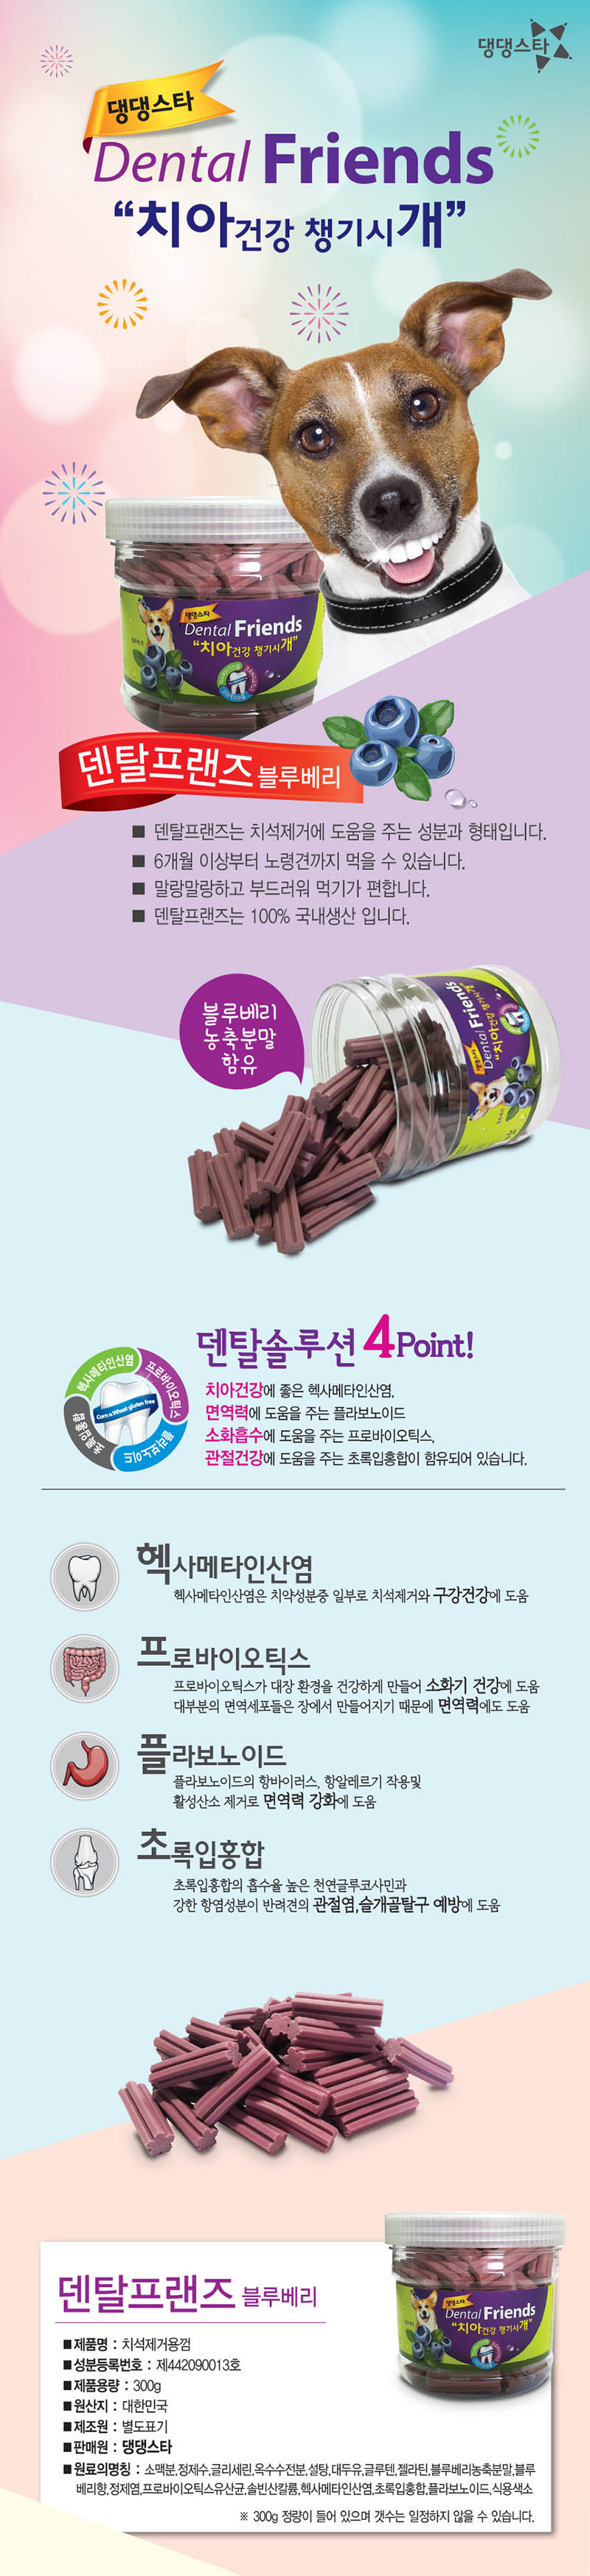 댕댕스타
댕댕스타
Dental Friends
“치아건강 챙기시개”
댕댕스타
Dental Friends
“치아건강 챙기시개”
덴탈프랜즈 블루베리
■ 덴탈프랜즈는 치석제거에 도움을 주는 성분과 형태입니다.
■ 6개월 이상부터 노령견까지 먹을 수 있습니다.
■ 말랑말랑하고 부드러워 먹기가 편합니다.
■ 덴탈프랜즈는 100% 국내생산 입니다.
블루베리
농축분말
함유
Dental Friends
“치아건강 챙기시개”
덴탈솔루션 4 Point!
헥사메타인산염
프로바이오틱스
플라보노이드
초록입홍합
Corn & Wheat gluten free
치아건강에 좋은 헥사메타인산염,
면역력에 도움을 주는 플라보노이드
소화흡수에 도움을 주는 프로바이오틱스,
관절건강에 도움을 주는 초록입홍합이 함유되어 있습니다.
헥사메타인산염
헥사메타인산염은 치약성분중 일부로 치석제거와 구강건강에 도움
프로바이오틱스
프로바이오틱스가 대장 환경을 건강하게 만들어 소화기 건강에 도움
대부분의 면역세포들은 장에서 만들어지기 때문에 면역력에도 도움
플라보노이드
플라보노이드의 항바이러스, 항알레르기 작용및
활성산소 제거로 면역력 강화에 도움
초록입홍합
초록입홍합의 흡수율 높은 천연글루코사민과
강한 항염성분이 반려견의 관절염,슬개골탈구 예방에 도움
덴탈프랜즈 블루베리
댕댕스타
Dental Friends
“치아건강 챙기시개”
■제품명 : 치석제거용껌
■성분등록번호 : 제442090013호
■제품용량 : 300g
■원산지 : 대한민국
■제조원 : 별도표기
■판매원 : 댕댕스타
■원료의명칭 : 소맥분,정제수,글리세린,옥수수전분,설탕,대두유,글루텐,젤라틴,블루베리농축분말,블루
베리향,정제염,프로바이오틱스유산균,솔빈산칼륨,헥사메타인산염,초록입홍합,플라보노이드,식용색소
※ 300g 정량이 들어 있으며 갯수는 일정하지 않을 수 있습니다.